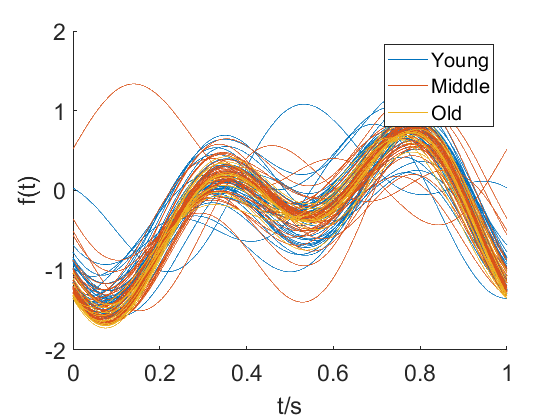 2
1
0
-1
-2
f(t)
Young
Middle
Old
0 0.2 0.4 0.6 0.8 1
t/s